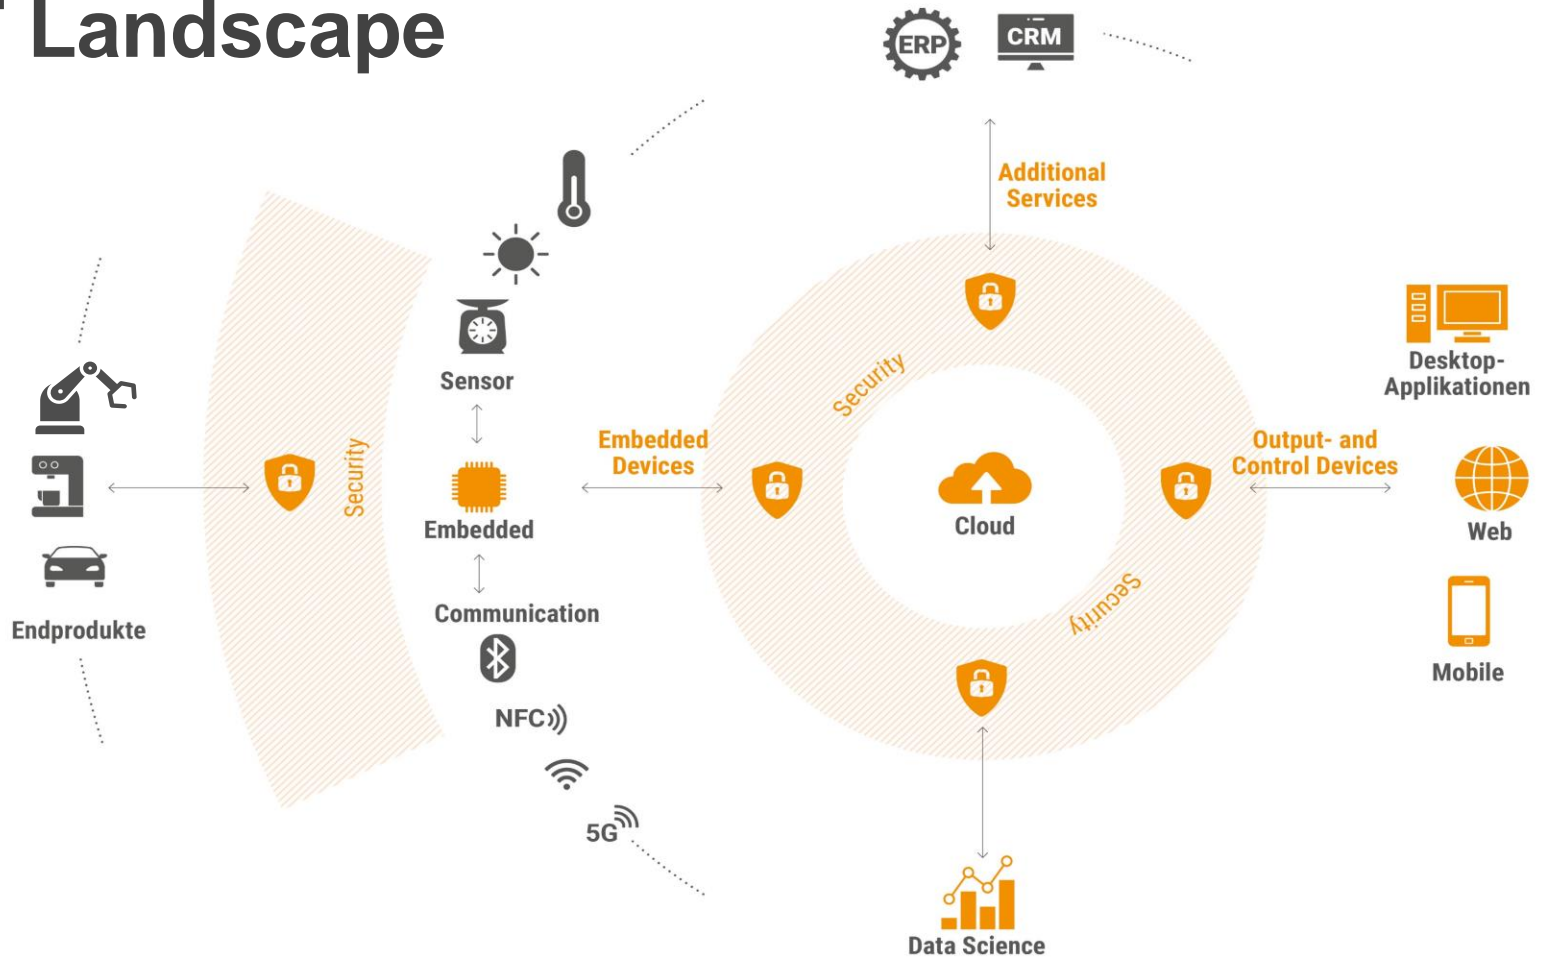 Landscape
ERP
CRM
Additional
Services
Security
Sensor
Embedded
Devices
Security
Embedded
Communication
NFC
5G
Endprodukte
Cloud
Security
Output- and
Control Devices
Desktop-
Applikationen
Web
Mobile
Data Science